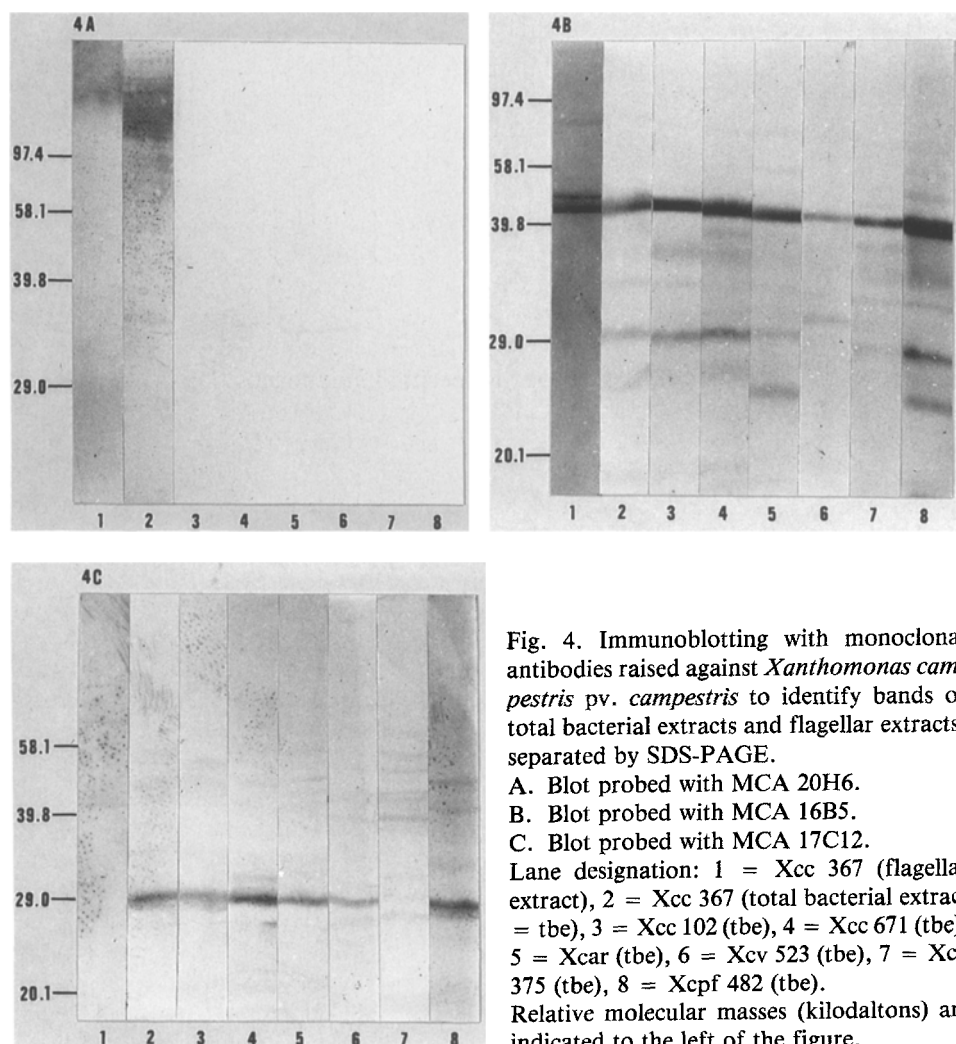 4A
97.4
58.1
39.8
29.0
1 2 3 4 5 6 7 8
4B
97.4
58.1
39.8
29.0
20.1
1 2 3 4 5 6 7 8
4C
58.1
39.8
29.0
20.1
1 2 3 4 5 6 7 8
Fig. 4. Immunoblotting with monoclona
antibodies raised against Xanthomonas cam
pestris pv. campestris to identify bands o
total bacterial extracts and flagellar extracts
separated by SDS-PAGE.
A. Blot probed with MCA 20H6.
B. Blot probed with MCA 16B5.
C. Blot probed with MCA 17C12.
Lane designation: 1 = Xcc 367 (flagella
extract), 2 = Xcc 367 (total bacterial extrac
= tbe), 3 = Xcc 102 (tbe), 4 = Xcc 671 (tbe)
5 = Xcar (tbe), 6 = Xcv 523 (tbe), 7 = Xc
375 (tbe), 8 = Xcpf 482 (tbe).
Relative molecular masses (kilodaltons) ar
indicated to the left of the figure.